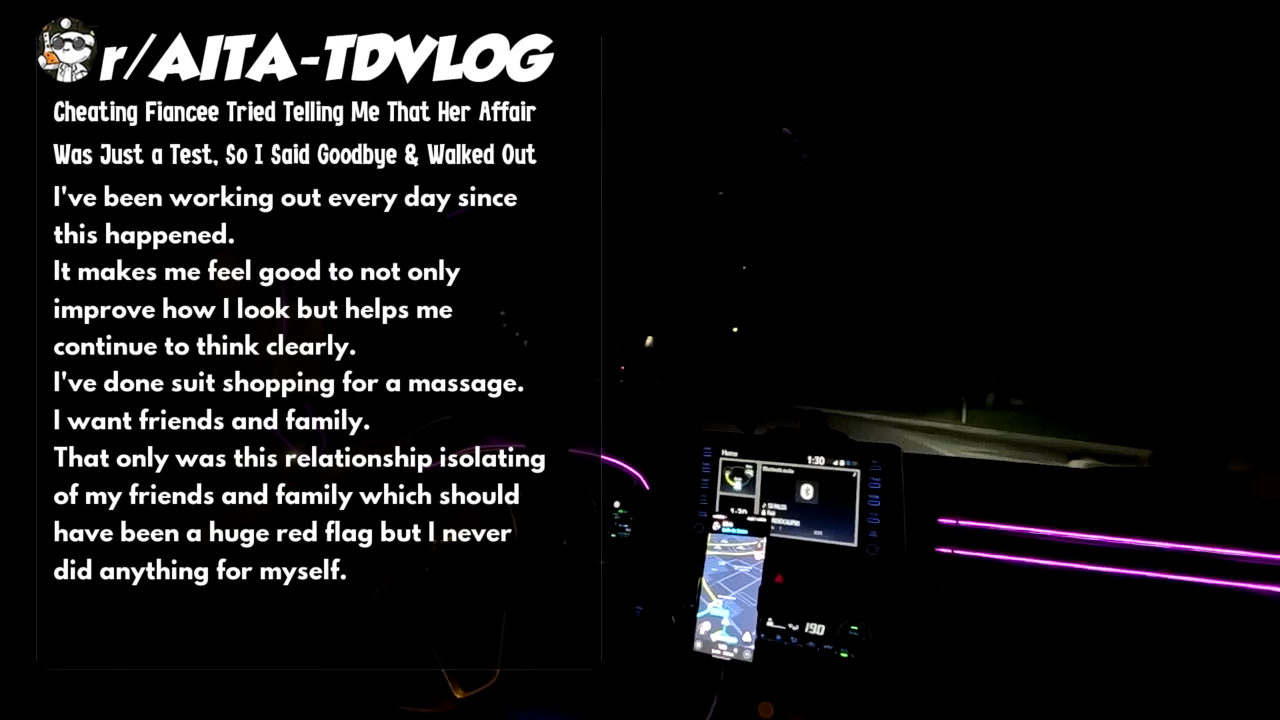 r/AITA-TDVLOG
Cheating Fiancee Tried Telling Me That Her Affair
Was Just a Test, So I Said Goodbye & Walked Out
I've been working out every day since
this happened.
It makes me feel good to not only
improve how I look but helps me
continue to think clearly.
I've done suit shopping for a massage.
I want friends and family.
That only was this relationship isolating
of my friends and family which should
have been a huge red flag but I never
did anything for myself.
Home
1:30